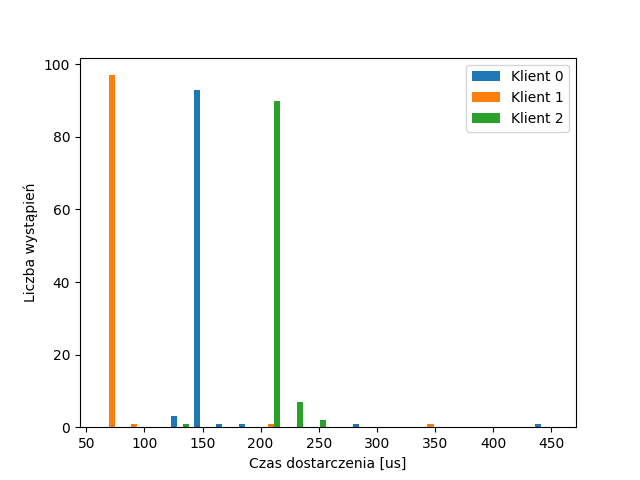 100
80
60
40
20
0
Liczba wystąpień
50 100 150 200 250 300 350 400 450
Czas dostarczenia [us]
Klient 0
Klient 1
Klient 2